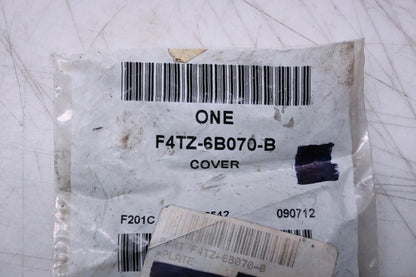 ONE
F4TZ-6B070-B
COVER
F201C
090712
F4TZ-6B070-B
*PLATE